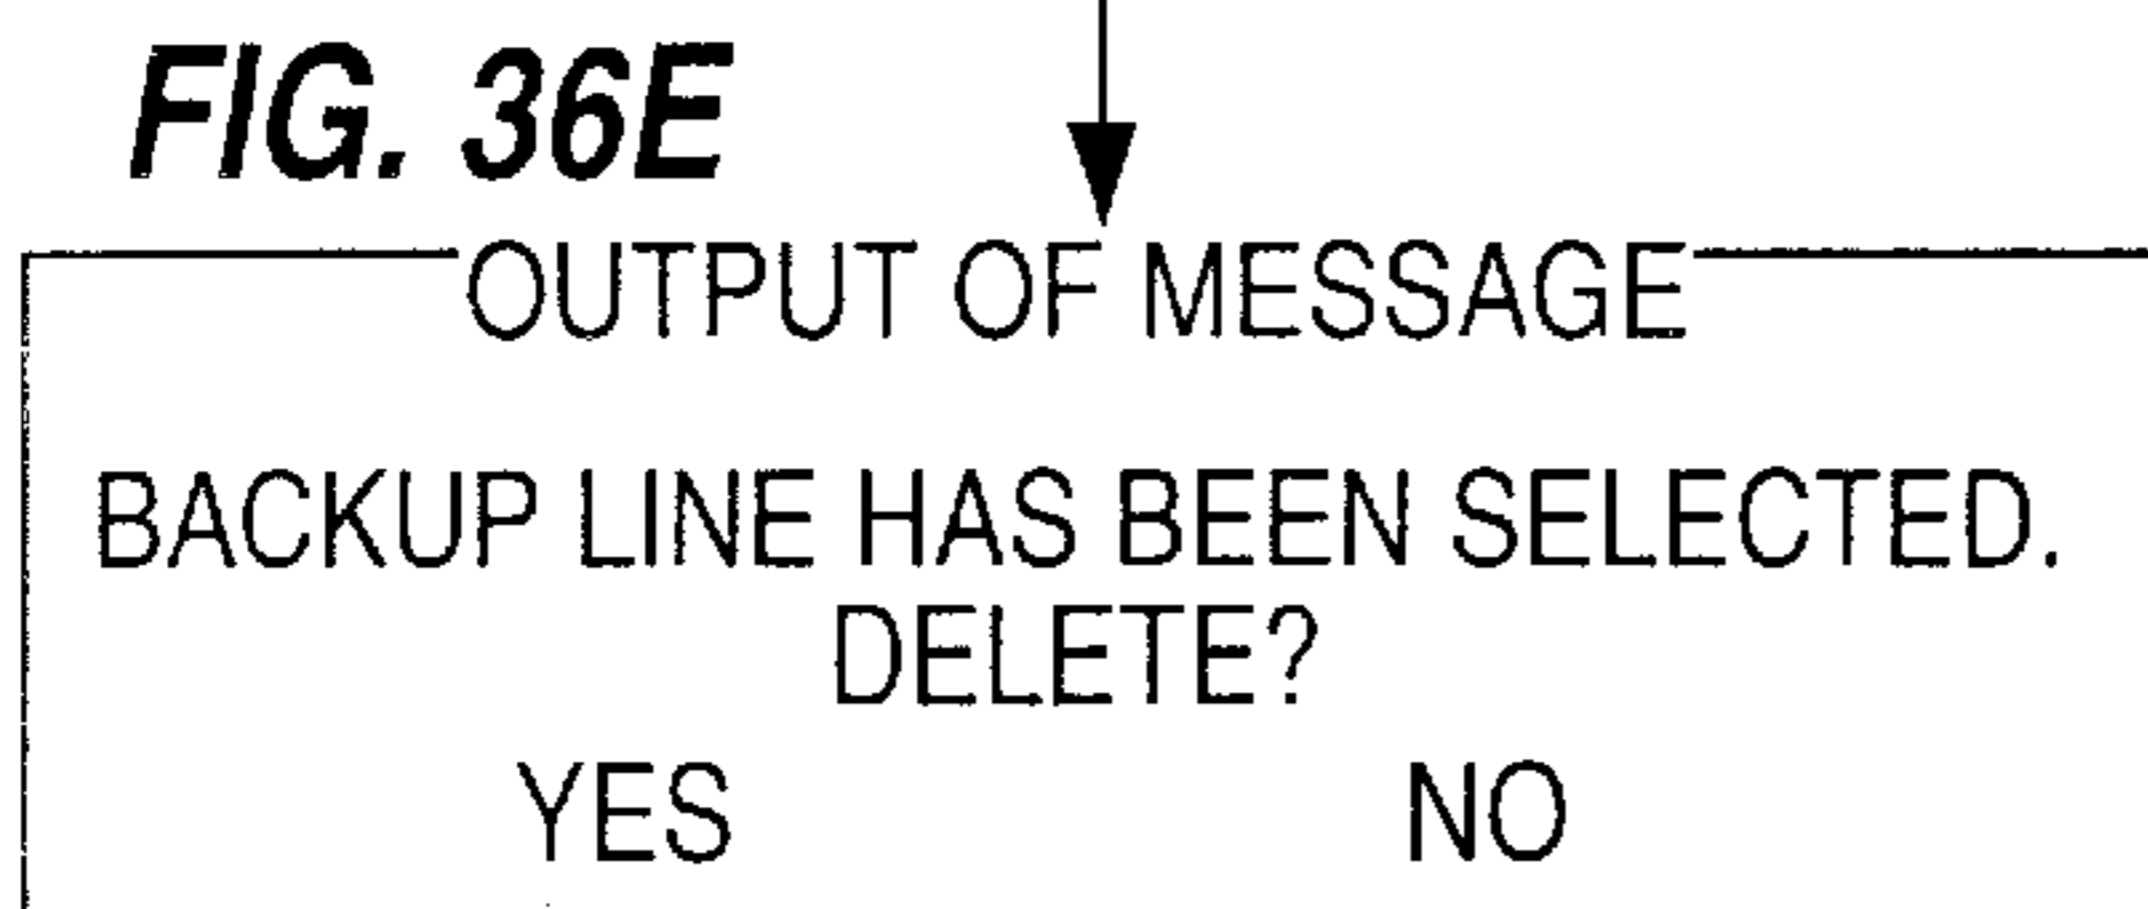 FIG. 36E
OUTPUT OF MESSAGE
BACKUP LINE HAS BEEN SELECTED.
DELETE?
YES NO